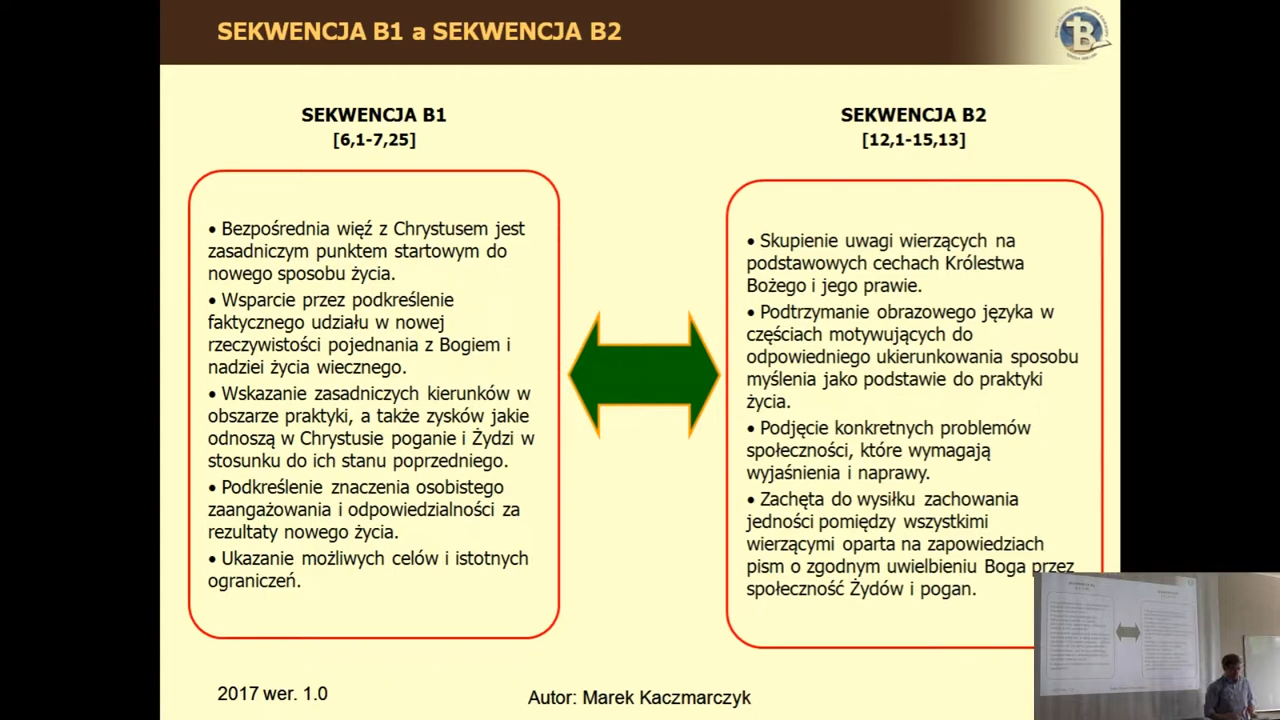 SEKWENCJA B1 a SEKWENCJA B2
SEKWENCJA B1
[6,1-7,25]
• Bezpośrednia więź z Chrystusem jest
zasadniczym punktem startowym do
nowego sposobu życia.
• Wsparcie przez podkreślenie
faktycznego udziału w nowej
rzeczywistości pojednania z Bogiem i
nadziei życia wiecznego.
• Wskazanie zasadniczych kierunków w
obszarze praktyki, a także zysków jakie
odnoszą w Chrystusie poganie i Żydzi w
stosunku do ich stanu poprzedniego.
• Podkreślenie znaczenia osobistego
zaangażowania i odpowiedzialności za
rezultaty nowego życia.
• Ukazanie możliwych celów i istotnych
ograniczeń.
SEKWENCJA B2
[12,1-15,13]
• Skupienie uwagi wierzących na
podstawowych cechach Królestwa
Bożego i jego prawie.
• Podtrzymanie obrazowego języka w
częściach motywujących do
odpowiedniego ukierunkowania sposobu
myślenia jako podstawie do praktyki
życia.
• Podjęcie konkretnych problemów
społeczności, które wymagają
wyjaśnienia i naprawy.
• Zachęta do wysiłku zachowania
jedności pomiędzy wszystkimi
wierzącymi oparta na zapowiedziach
pism o zgodnym uwielbieniu Boga przez
społeczność Żydów i pogan.
2017 wer. 1.0
Autor: Marek Kaczmarczyk